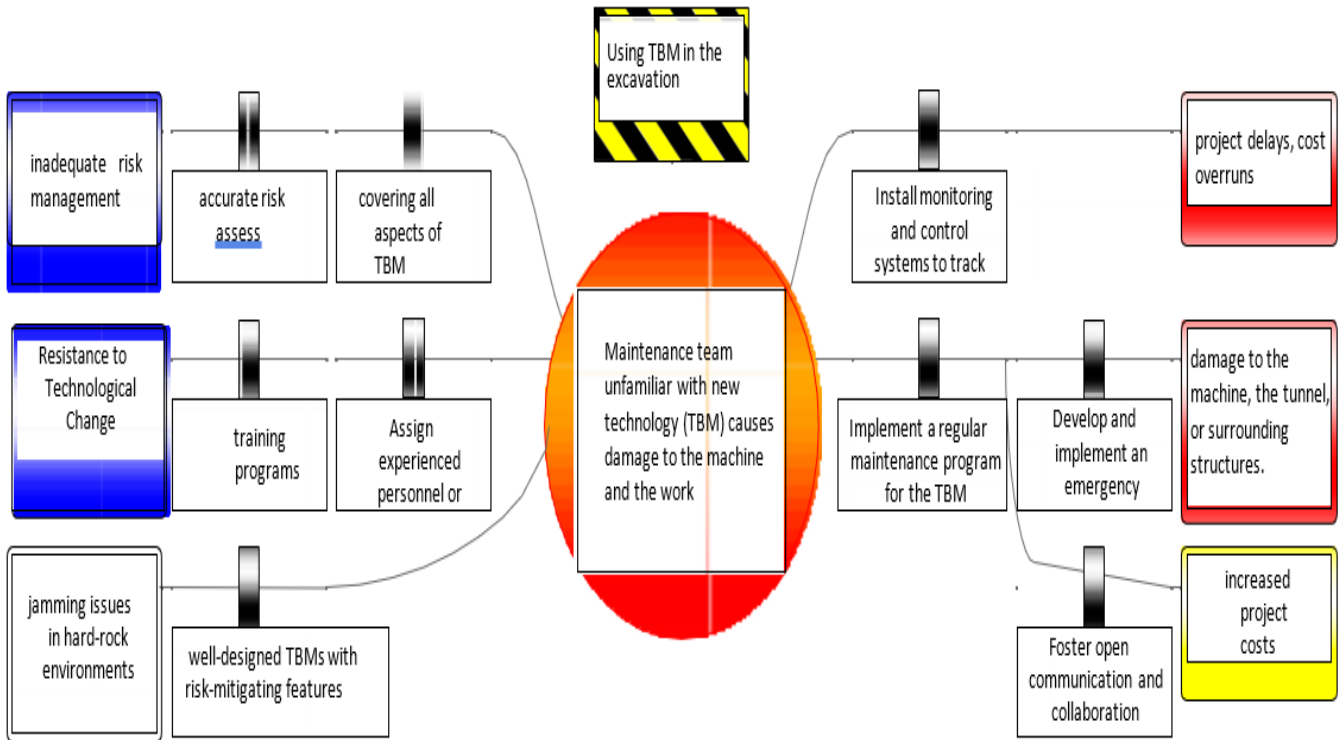 Using TBM in the
excavation
inadequate risk
management
accurate risk
assess
covering all
aspects of
TBM
Install monitoring
and control
systems to track
project delays, cost
overruns
Resistance to
Technological
Change
training
programs
Assign
experienced
personnel or
Maintenance team
unfamiliar with new
technology (TBM) causes
damage to the machine
and the work
Implement a regular
maintenance program
for the TBM
Develop and
implement an
emergency
damage to the
machine, the tunnel,
or surrounding
structures.
jamming issues
in hard-rock
environments
well-designed TBMs with
risk-mitigating features
Foster open
communication and
collaboration
increased
project
costs